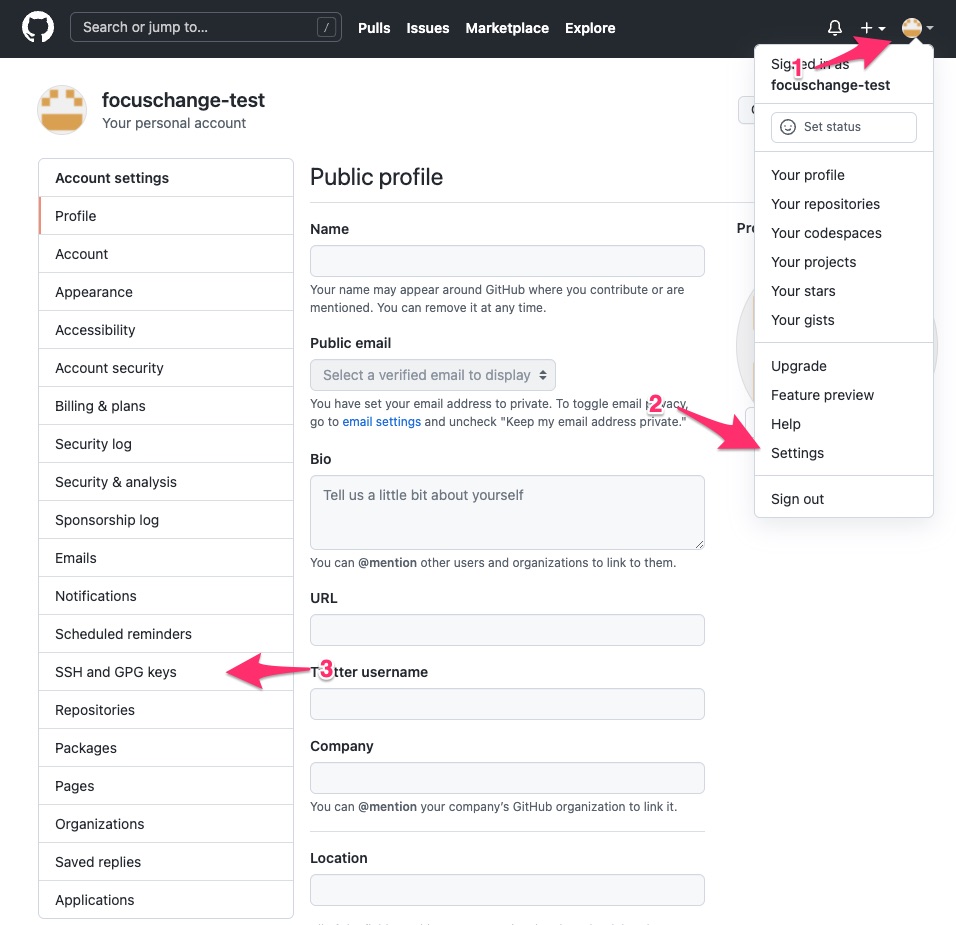 Search or jump to...
/
Pulls
Issues
Marketplace
Explore
1
Signed in as
focuschange-test
Set status
Your profile
Your repositories
Your codespaces
Your projects
Your stars
Your gists
Upgrade
Feature preview
Help
Settings
Sign out
focuschange-test
Your personal account
Account settings
Profile
Account
Appearance
Accessibility
Account security
Billing & plans
Security log
Security & analysis
Sponsorship log
Emails
Notifications
Scheduled reminders
SSH and GPG keys
Repositories
Packages
Pages
Organizations
Saved replies
Applications
Public profile
Name
Your name may appear around GitHub where you contribute or are
mentioned. You can remove it at any time.
Public email
Select a verified email to display
You have set your email address to private. To toggle email privacy,
go to email settings and uncheck "Keep my email address private."
2
Bio
Tell us a little bit about yourself
You can @mention other users and organizations to link to them.
URL
3
Twitter username
Company
You can @mention your company's GitHub organization to link it.
Location